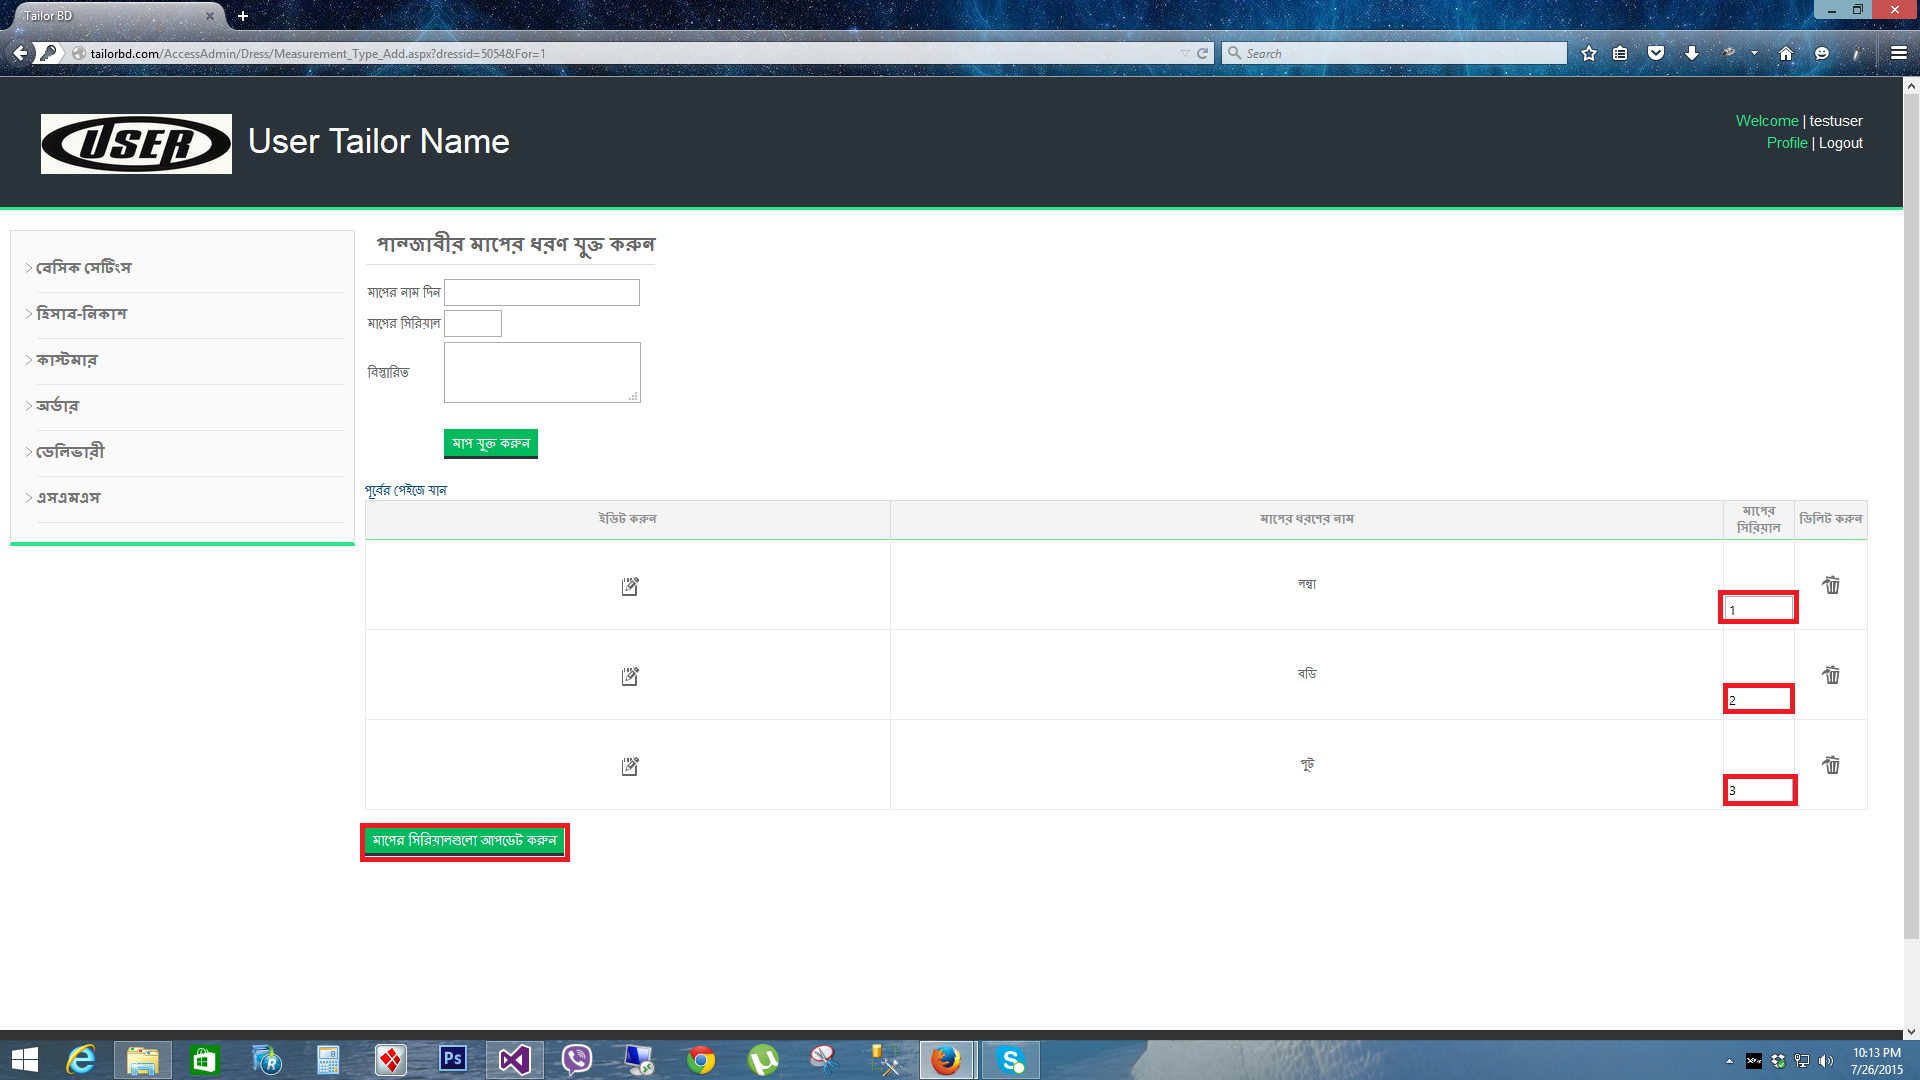 Tailor BD
tailorbd.com/AccessAdmin/Dress/Measurement_Type_Add.aspx?dressid=5054&For=1
Search
USER
User Tailor Name
Welcome | testuser
Profile | Logout
বেসিক সেটিংস
হিসাব-নিকাশ
কাস্টমার
অর্ডার
ডেলিভারী
এসএমএস
পান্জাবীর মাপের ধরণ যুক্ত করুন
মাপের নাম দিন
মাপের সিরিয়াল
বিস্তারিত
মাপ যুক্ত করুন
পূর্বের পেইজে যান
ইডিট করুন মাপের ধরণের নাম মাপের সিরিয়াল ডিলিট করুন
লম্বা
1
বডি
2
পুট
3
মাপের সিরিয়ালগুলো আপডেট করুন
Ps
10:13 PM
7/26/2015